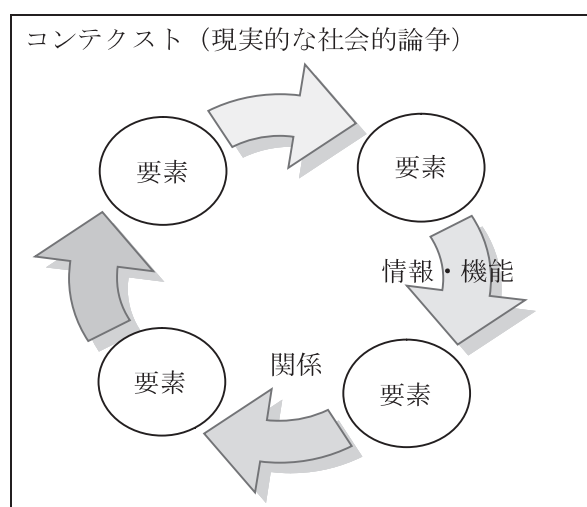 コンテクスト（現実的な社会的論争）
要素
要素
情報・機能
関係
要素
要素